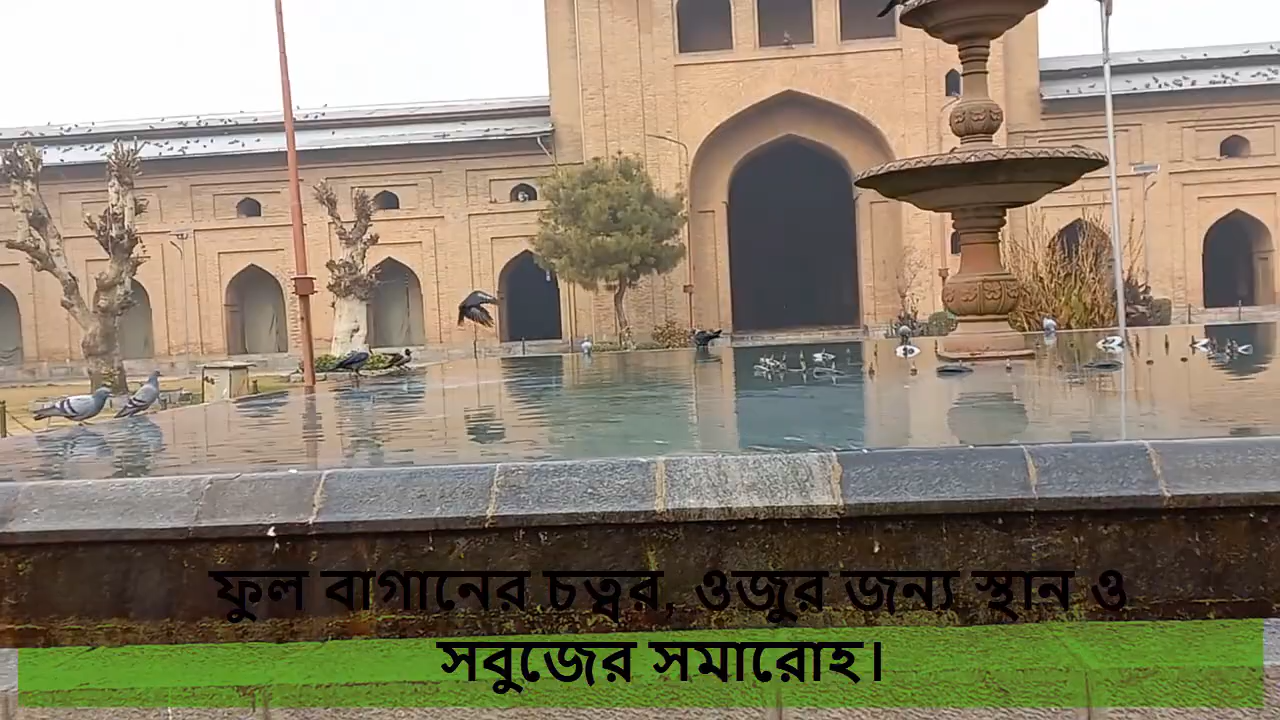 ফুল বাগানের চত্বর, ওজুর জন্য স্থান ও
সবুজের সমারোহ।